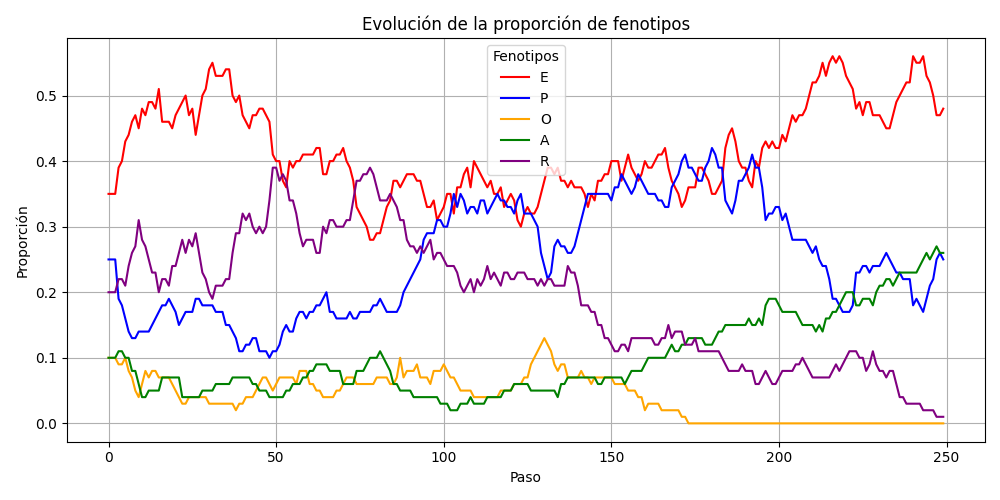 Evolución de la proporción de fenotipos
Fenotipos
E
P
O
A
R
Proporción
0.5
0.4
0.3
0.2
0.1
0.0
0 50 100 150 200 250
Paso